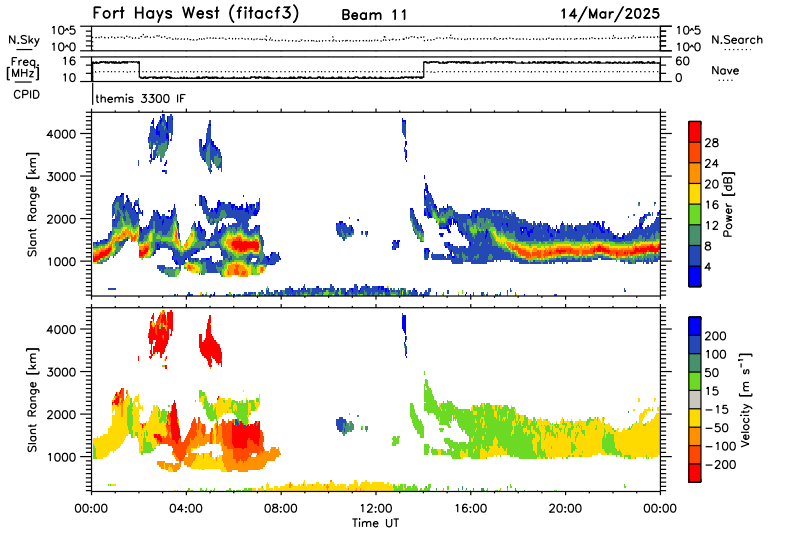 Fort Hays West (fitacf3) Beam 11 14/Mar/2025
N.Sky 10^5 10^0 10^5 10^0 N.Search
Freq. [MHz] 16 10 60 0 Nave
CPID themis 3300 IF
Slant Range [km] 4000 3000 2000 1000
28 24 20 16 12 8 4 Power [dB]
Slant Range [km] 4000 3000 2000 1000
200 100 50 15 −15 −50 −100 −200 Velocity [m s⁻¹]
00:00 04:00 08:00 12:00 16:00 20:00 00:00
Time UT